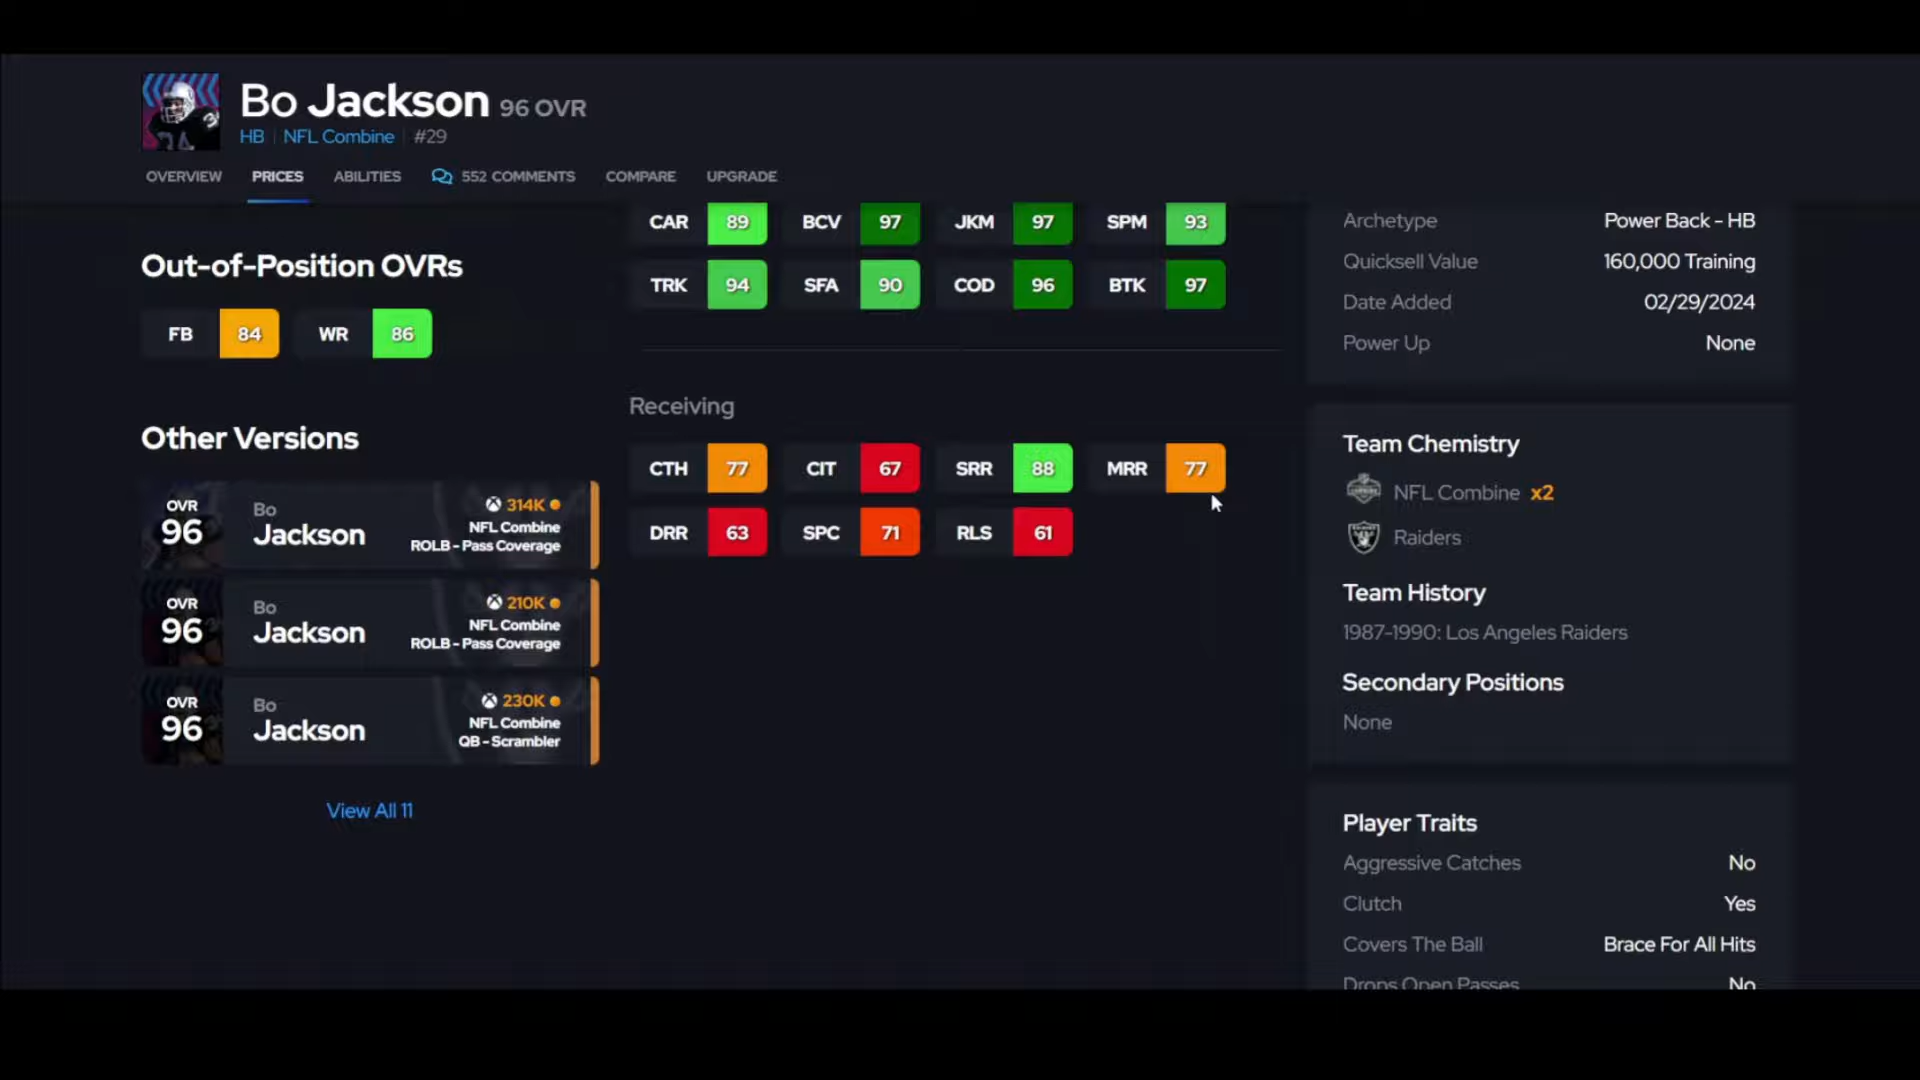 Bo Jackson 96 OVR
HB | NFL Combine | #29
OVERVIEW PRICES ABILITIES 552 COMMENTS COMPARE UPGRADE
Out-of-Position OVRs
FB 84 WR 86
Other Versions
OVR
96
Bo
Jackson
314K
NFL Combine
ROLB - Pass Coverage
OVR
96
Bo
Jackson
210K
NFL Combine
ROLB - Pass Coverage
OVR
96
Bo
Jackson
230K
NFL Combine
QB - Scrambler
View All 11
CAR 89 BCV 97 JKM 97 SPM 93
TRK 94 SFA 90 COD 96 BTK 97
Receiving
CTH 77 CIT 67 SRR 88 MRR 77
DRR 63 SPC 71 RLS 61
Archetype Power Back - HB
Quicksell Value 160,000 Training
Date Added 02/29/2024
Power Up None
Team Chemistry
NFL Combine x2
Raiders
Team History
1987-1990: Los Angeles Raiders
Secondary Positions
None
Player Traits
Aggressive Catches No
Clutch Yes
Covers The Ball Brace For All Hits
Drops Open Passes No